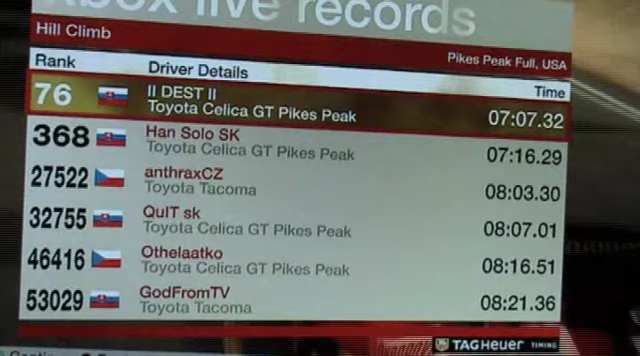 Xbox live records
Hill Climb
Pikes Peak Full, USA
Rank Driver Details Time
76 II DEST II 07:07.32
Toyota Celica GT Pikes Peak
368 Han Solo SK 07:16.29
Toyota Celica GT Pikes Peak
27522 anthraxCZ 08:03.30
Toyota Tacoma
32755 QuIT sk 08:07.01
Toyota Celica GT Pikes Peak
46416 Othelaatko 08:16.51
Toyota Celica GT Pikes Peak
53029 GodFromTV 08:21.36
Toyota Tacoma
TAGHeuer TIMING